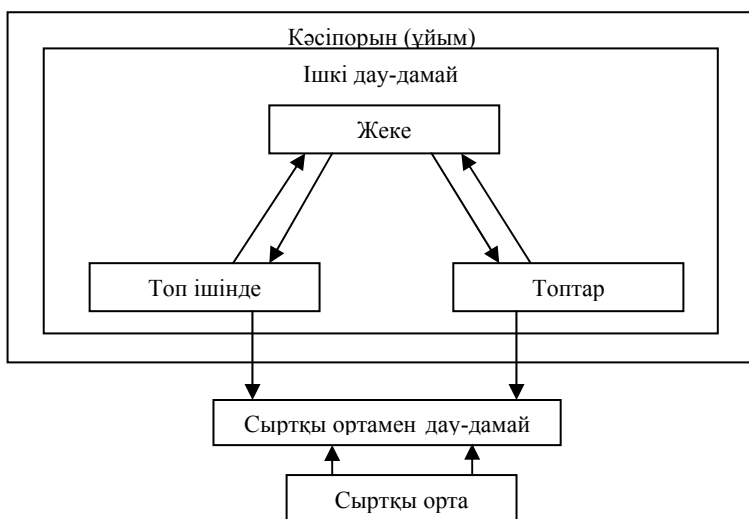 Кәсіпорын (ұйым)
Ішкі дау-дамай
Жеке
Топ ішінде
Топтар
Сыртқы ортамен дау-дамай
Сыртқы орта